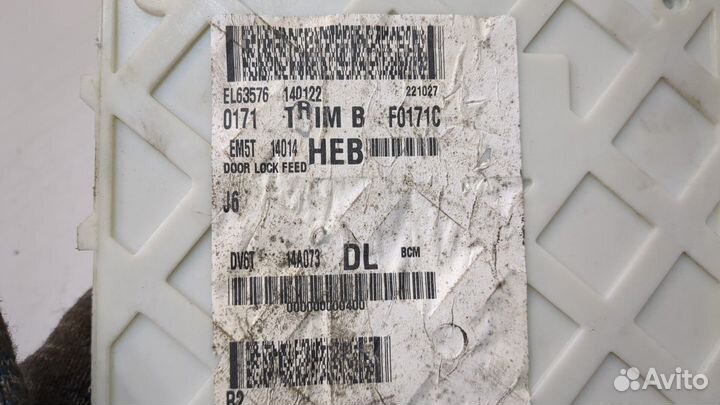 EL63576 140122 221027
0171 TRIM B F0171C
EM5T 14014 HEB
DOOR LOCK FEED
J6
DV6T 14A073 DL BCM
000000000400
B2
Avito